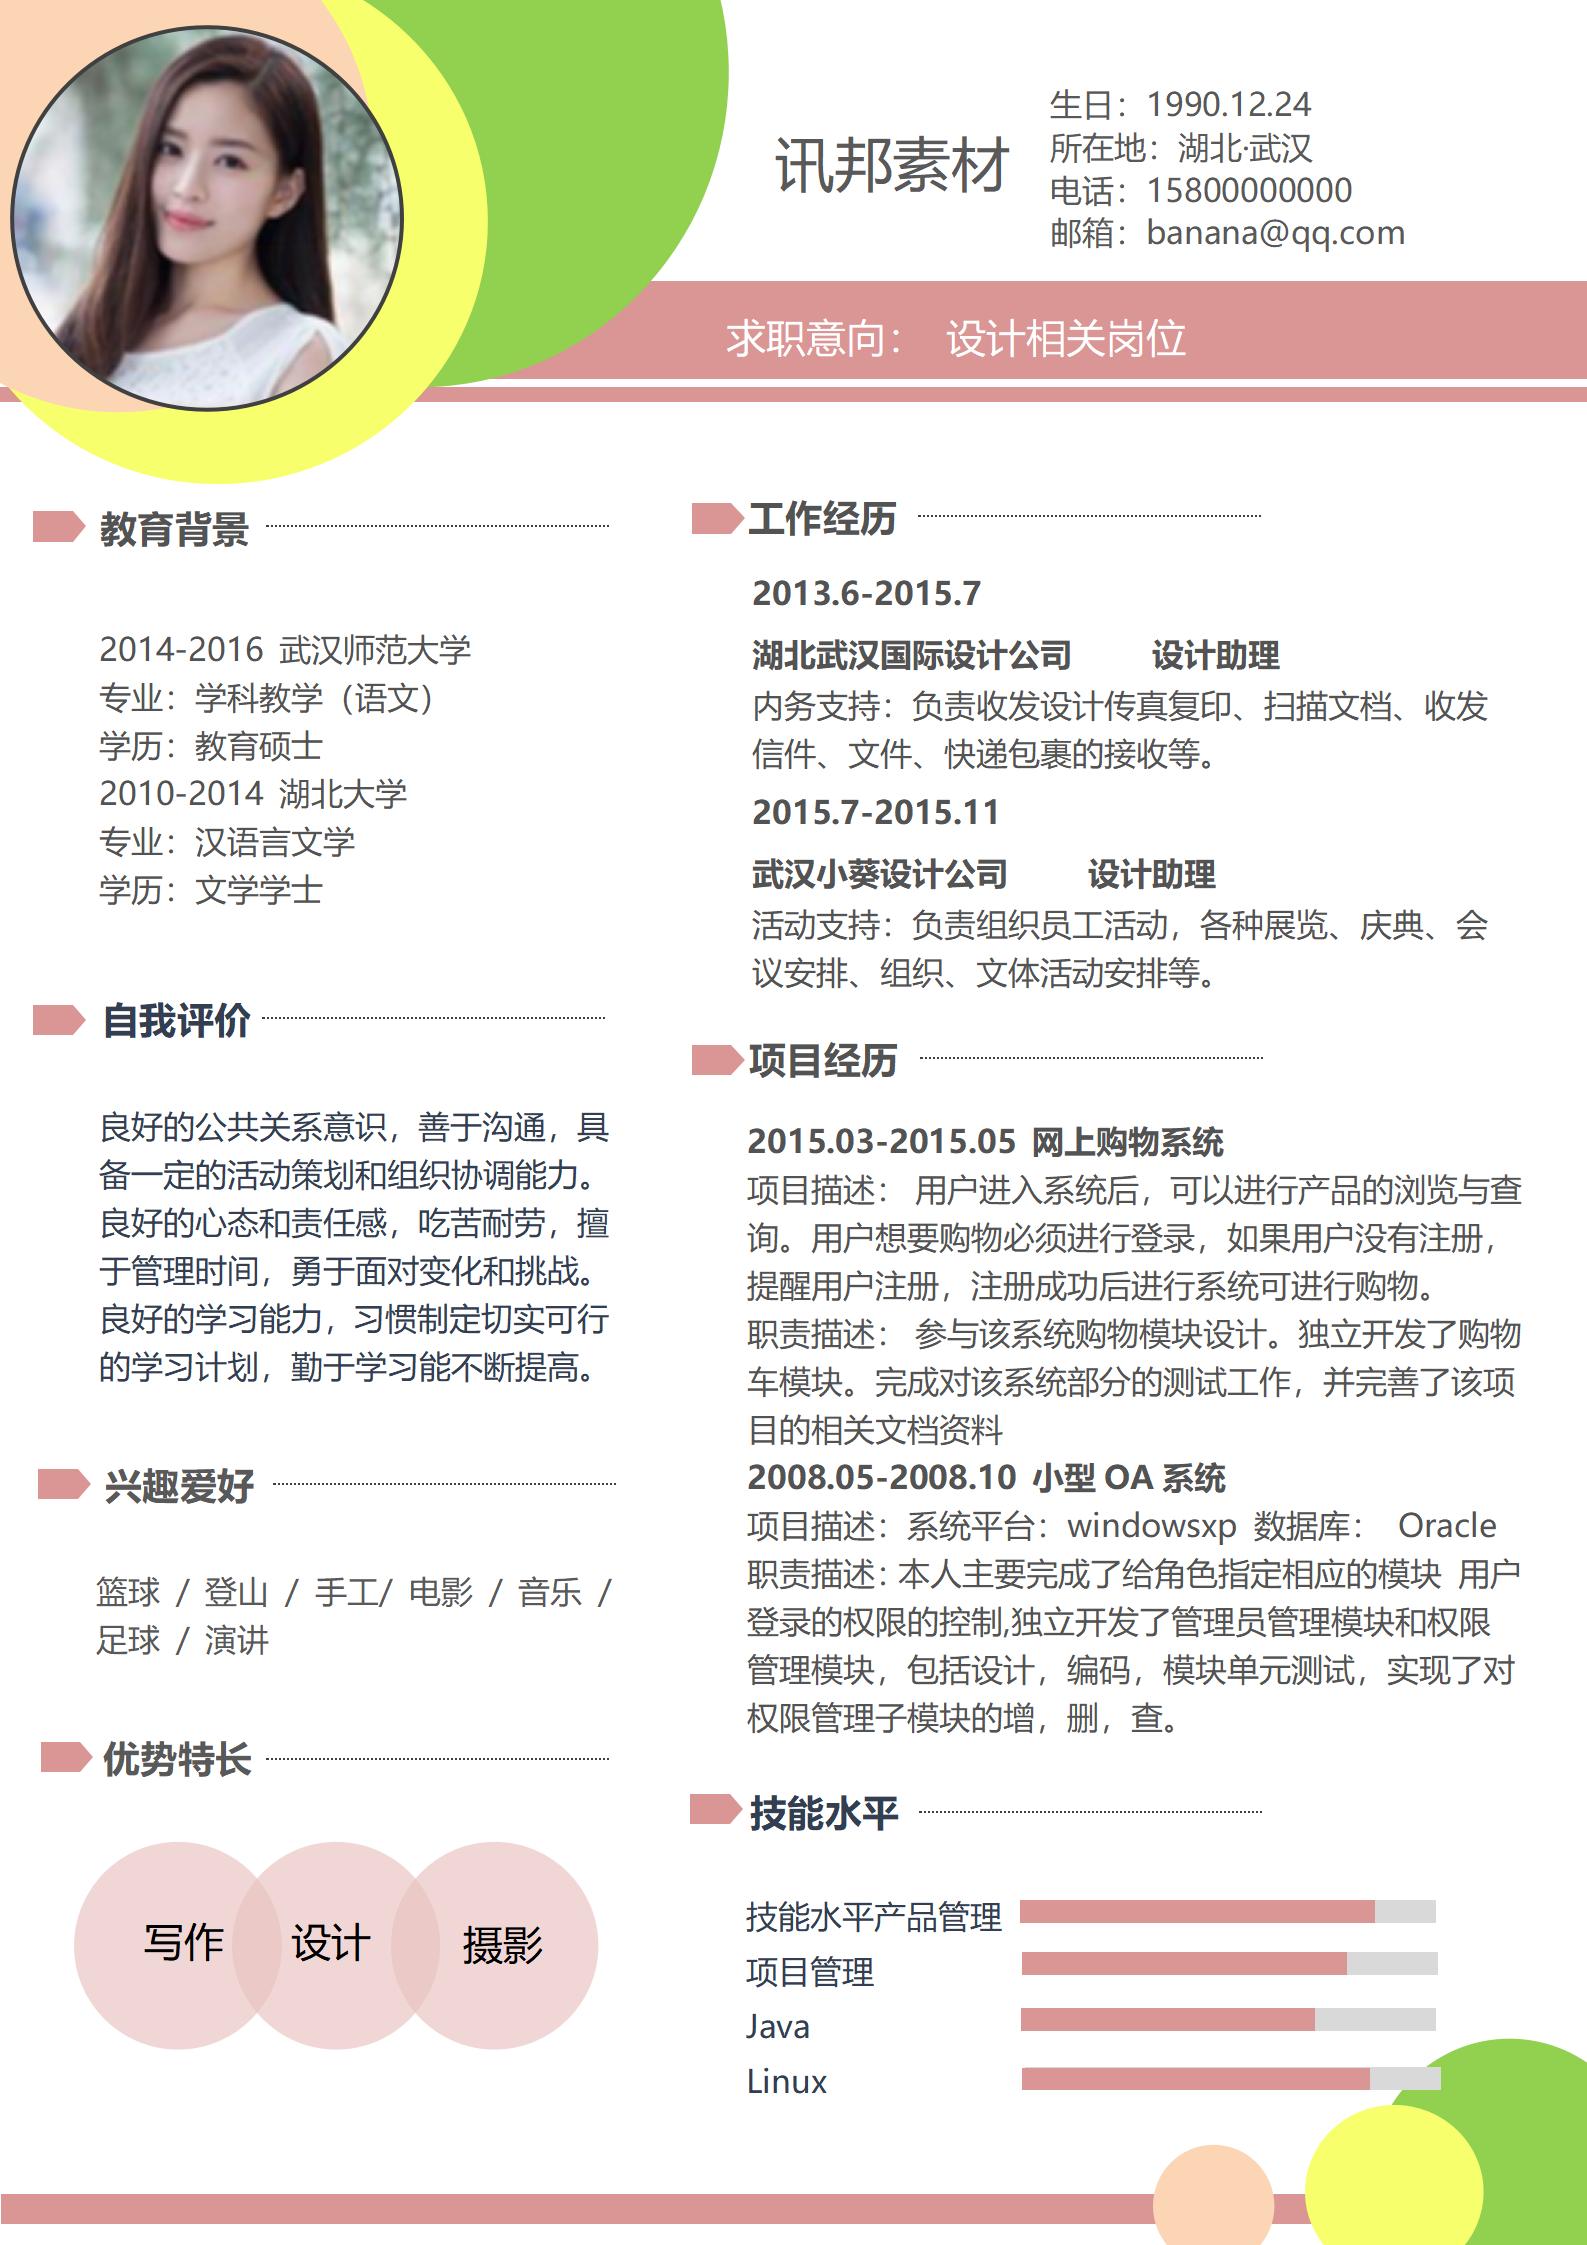 讯邦素材
生日：1990.12.24
所在地：湖北·武汉
电话：15800000000
邮箱：banana@qq.com
求职意向： 设计相关岗位
教育背景
2014-2016 武汉师范大学
专业：学科教学（语文）
学历：教育硕士
2010-2014 湖北大学
专业：汉语言文学
学历：文学学士
自我评价
良好的公共关系意识，善于沟通，具
备一定的活动策划和组织协调能力。
良好的心态和责任感，吃苦耐劳，擅
于管理时间，勇于面对变化和挑战。
良好的学习能力，习惯制定切实可行
的学习计划，勤于学习能不断提高。
兴趣爱好
篮球 / 登山 / 手工/ 电影 / 音乐 /
足球 / 演讲
优势特长
写作 设计 摄影
工作经历
2013.6-2015.7
湖北武汉国际设计公司 设计助理
内务支持：负责收发设计传真复印、扫描文档、收发
信件、文件、快递包裹的接收等。
2015.7-2015.11
武汉小葵设计公司 设计助理
活动支持：负责组织员工活动，各种展览、庆典、会
议安排、组织、文体活动安排等。
项目经历
2015.03-2015.05 网上购物系统
项目描述： 用户进入系统后，可以进行产品的浏览与查
询。用户想要购物必须进行登录，如果用户没有注册，
提醒用户注册，注册成功后进行系统可进行购物。
职责描述： 参与该系统购物模块设计。独立开发了购物
车模块。完成对该系统部分的测试工作，并完善了该项
目的相关文档资料
2008.05-2008.10 小型 OA 系统
项目描述：系统平台：windowsxp 数据库： Oracle
职责描述：本人主要完成了给角色指定相应的模块 用户
登录的权限的控制,独立开发了管理员管理模块和权限
管理模块，包括设计，编码，模块单元测试，实现了对
权限管理子模块的增，删，查。
技能水平
技能水平产品管理
项目管理
Java
Linux